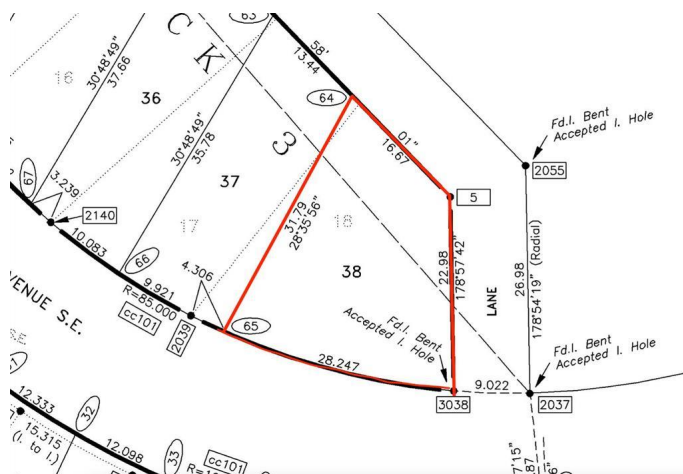 63
58'
13.44
C K
3
16
30°48'49"
37.66
36
64
01"
16.67
Fd.I. Bent
Accepted I. Hole
2055
30°48'49"
35.78
37
67
3.239
2140
5
17
31.79
28°35'56"
18
22.98
178°57'42"
26.98
178°54'19" (Radial)
LANE
10.083
66
4.306
38
9.921
R=85.000
cc101
2039
65
VENUE S.E.
S.E
Fd.I. Bent
Accepted I. Hole
Fd.I. Bent
Accepted I. Hole
28.247
9.022
3038
2037
12.333
32
15.315
(I. to I.)
12.098
33
cc101
7'15"
.87